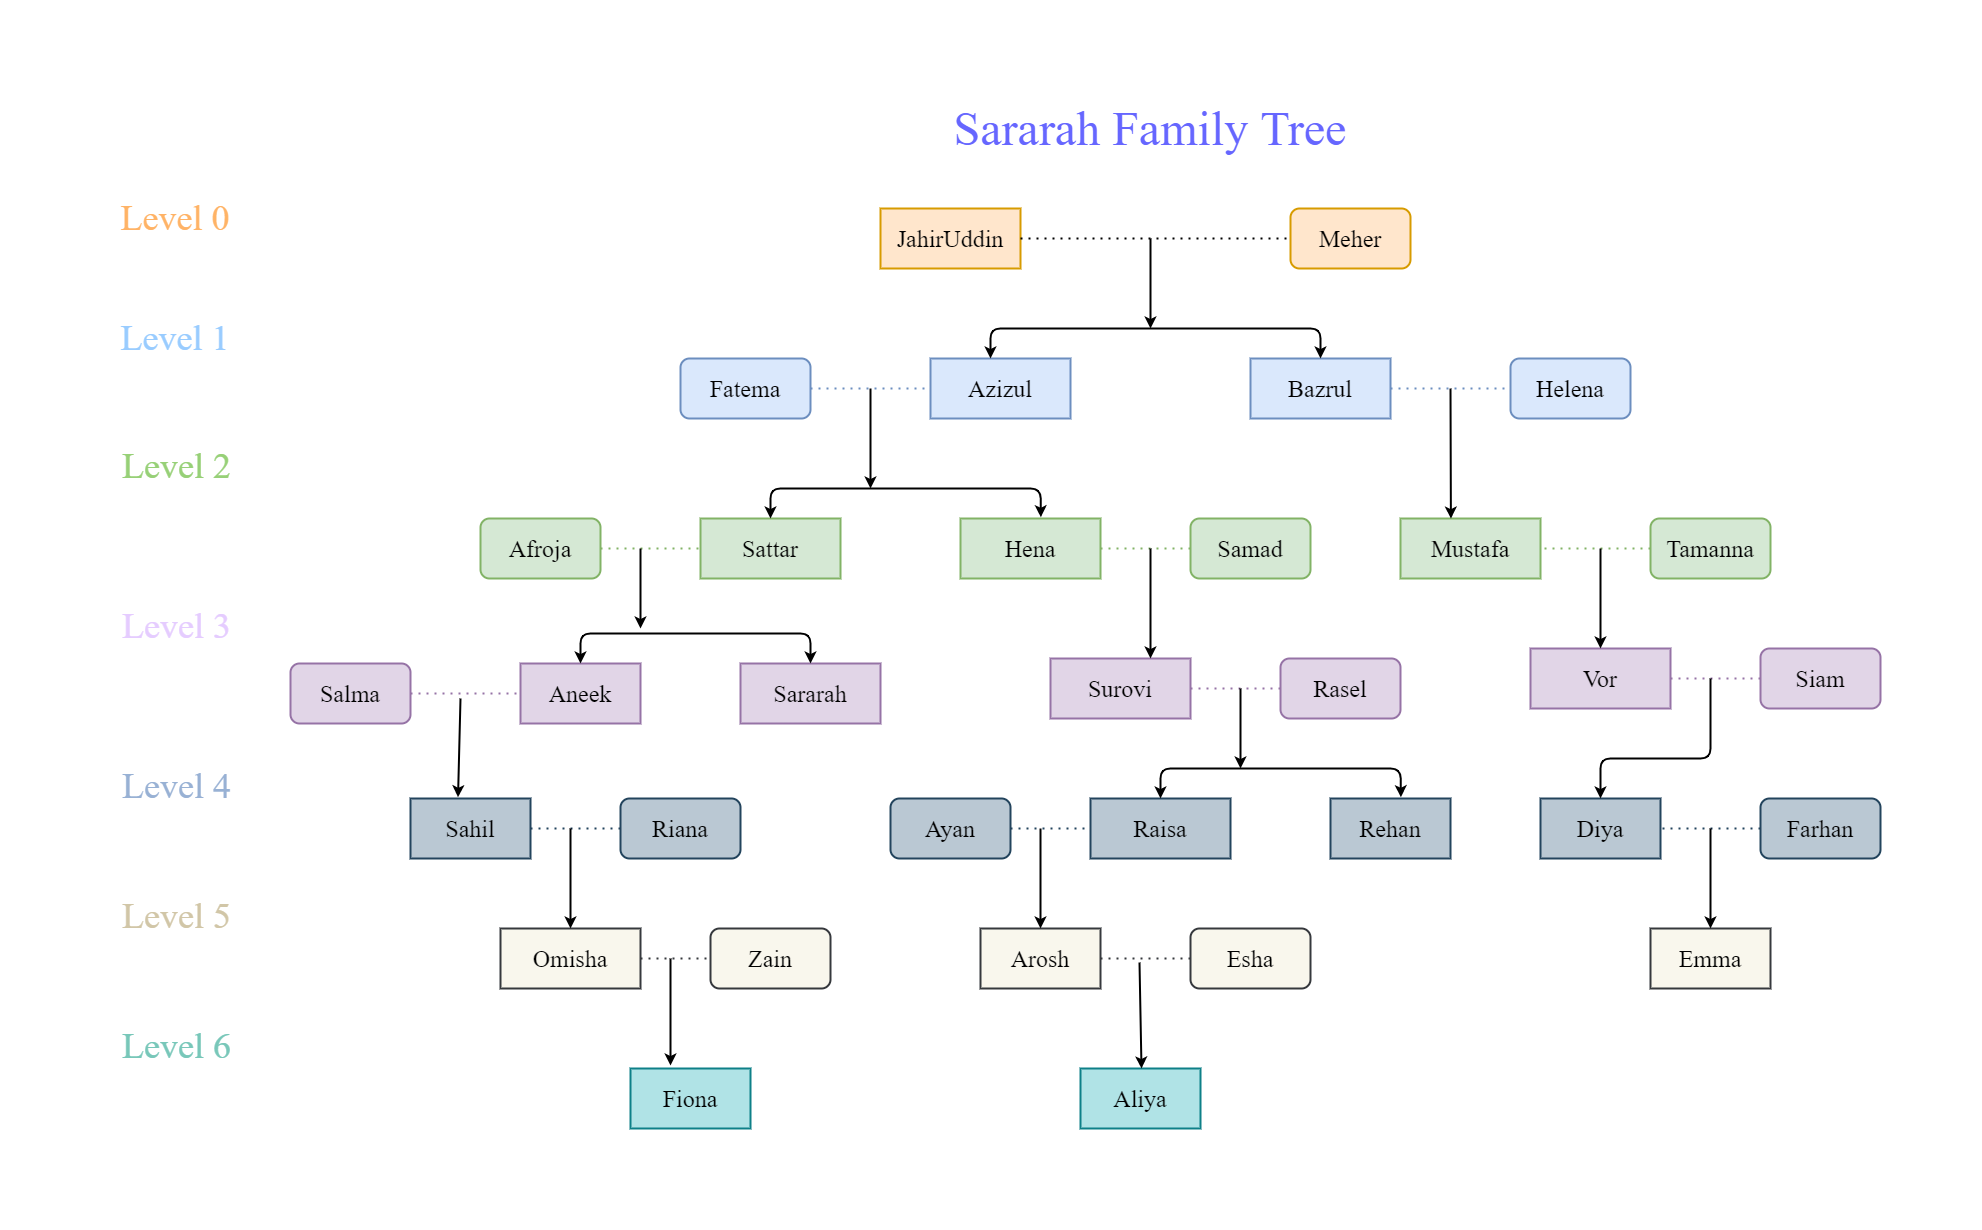 Sararah Family Tree
Level 0
JahirUddin
Meher
Level 1
Fatema
Azizul
Bazrul
Helena
Level 2
Afroja
Sattar
Hena
Samad
Mustafa
Tamanna
Level 3
Salma
Aneek
Sararah
Surovi
Rasel
Vor
Siam
Level 4
Sahil
Riana
Ayan
Raisa
Rehan
Diya
Farhan
Level 5
Omisha
Zain
Arosh
Esha
Emma
Level 6
Fiona
Aliya